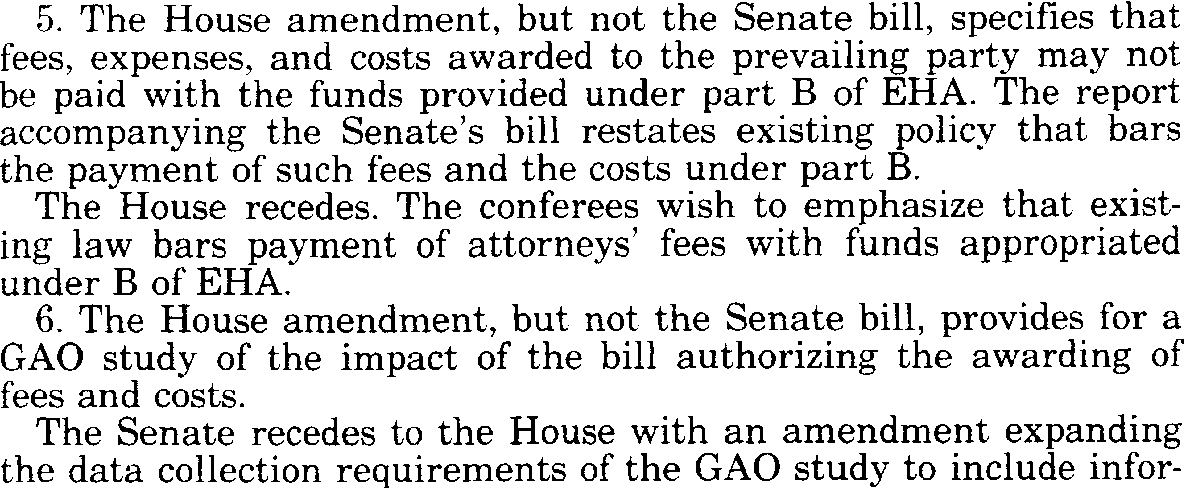 5. The House amendment, but not the Senate bill, specifies that
fees, expenses, and costs awarded to the prevailing party may not
be paid with the funds provided under part B of EHA. The report
accompanying the Senate's bill restates existing policy that bars
the payment of such fees and the costs under part B.
The House recedes. The conferees wish to emphasize that exist-
ing law bars payment of attorneys' fees with funds appropriated
under B of EHA.
6. The House amendment, but not the Senate bill, provides for a
GAO study of the impact of the bill authorizing the awarding of
fees and costs.
The Senate recedes to the House with an amendment expanding
the data collection requirements of the GAO study to include infor-